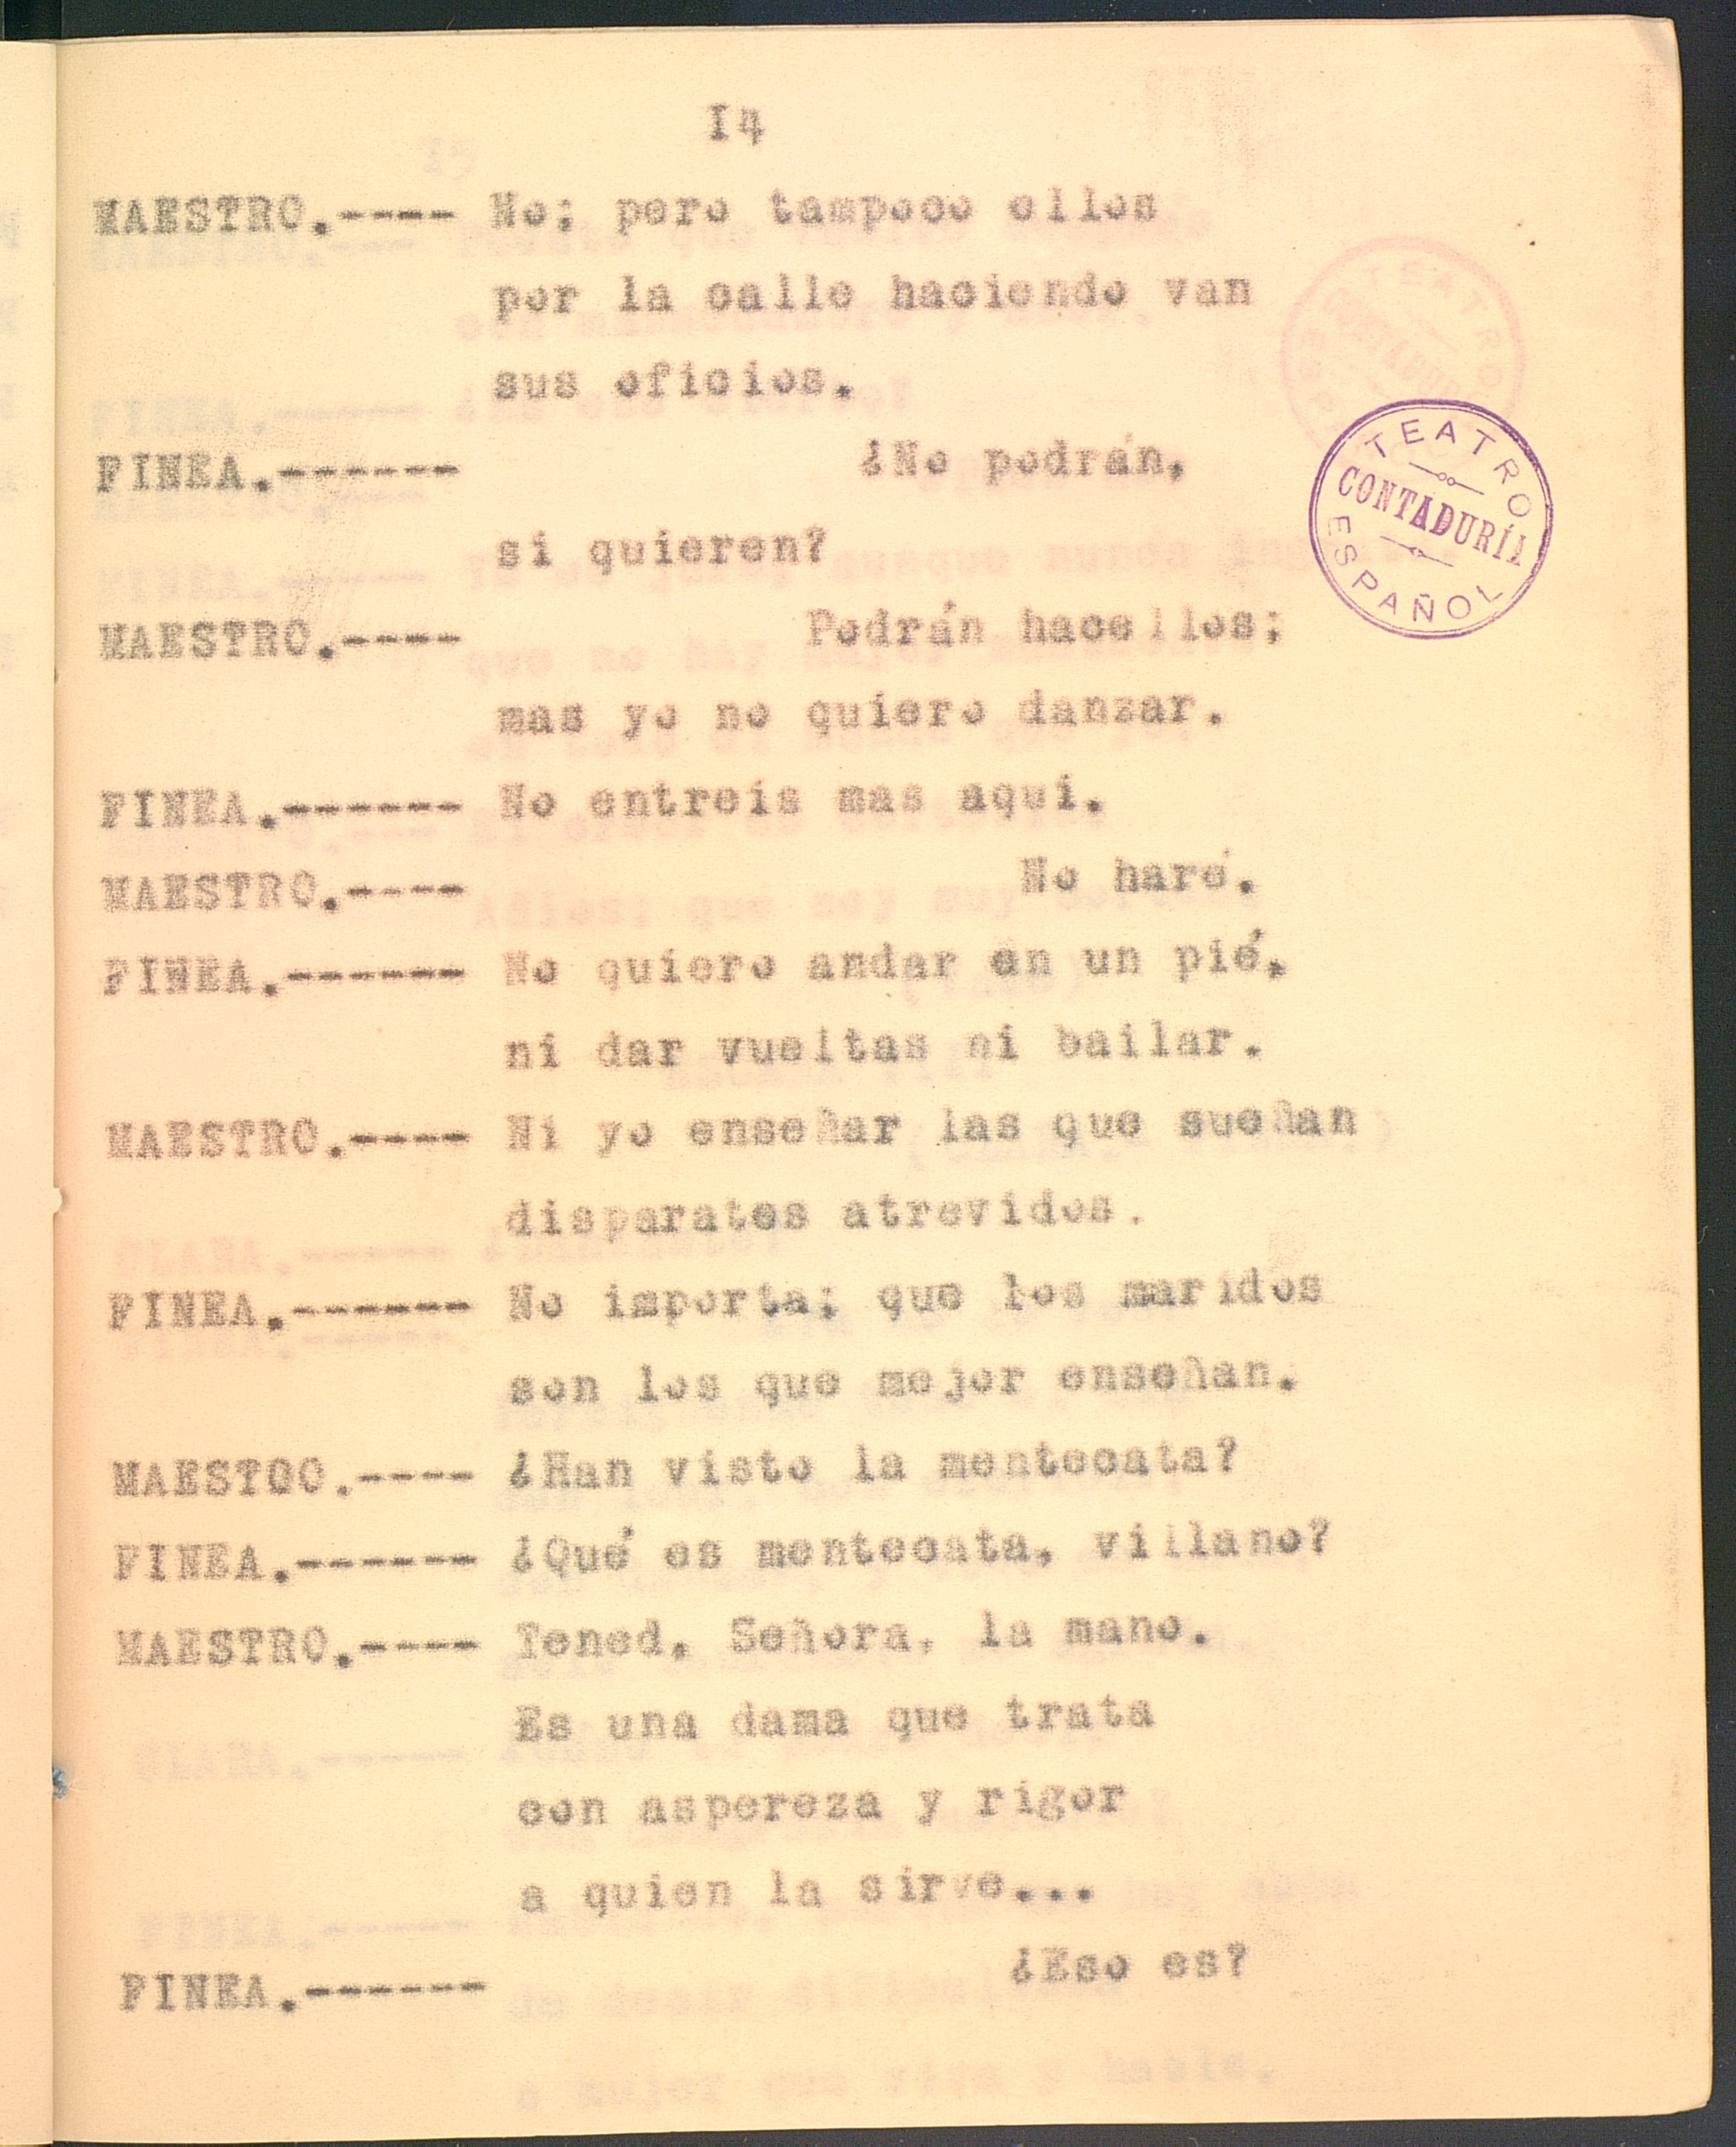 I4
MAESTRO.---- No; pero tampoco ellos
por la calle haciendo van
sus oficios.
FINEA.------ ¿No podrán,
si quieren?
MAESTRO.---- Podrán hacellos;
mas yo no quiero danzar.
FINEA.------ No entreis mas aqui.
MAESTRO.---- No haré.
FINEA.------ No quiero andar en un pié,
ni dar vueltas ni bailar.
MAESTRO.---- Ni yo enseñar las que sueñan
disparates atrevidos.
FINEA.------ No importa; que los maridos
son los que mejor enseñan.
MAESTOO.---- ¿Han visto la mentecata?
FINEA.------ ¿Qué es mentecata, villano?
MAESTRO.---- Tened, Señora, la mano.
Es una dama que trata
con aspereza y rigor
a quien la sirve...
FINEA.------ ¿Eso es?
TEATRO
CONTADURÍA
ESPAÑOL